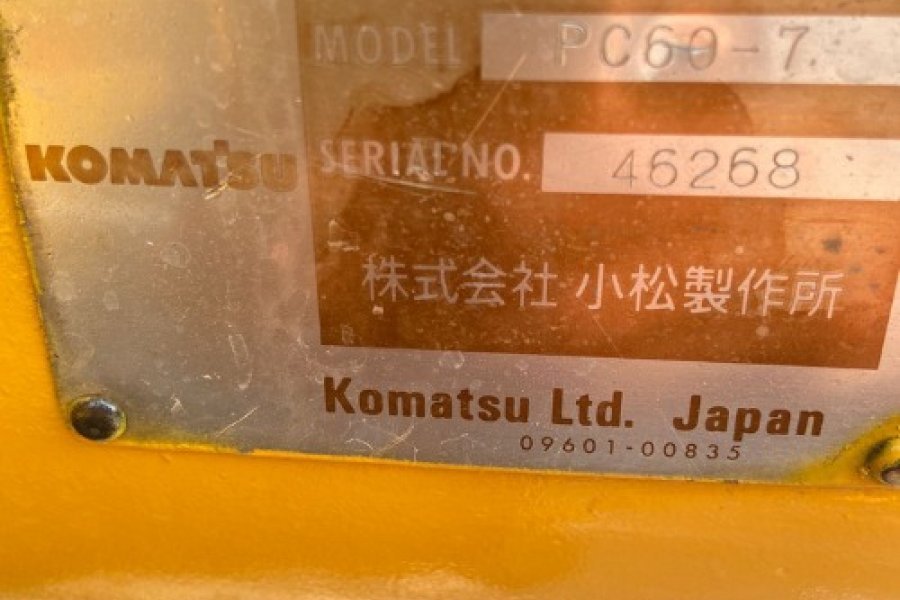 MODEL PC60-7
KOMATSU
SERIAL NO. 46268
株式会社 小松製作所
Komatsu Ltd. Japan
09601-00835